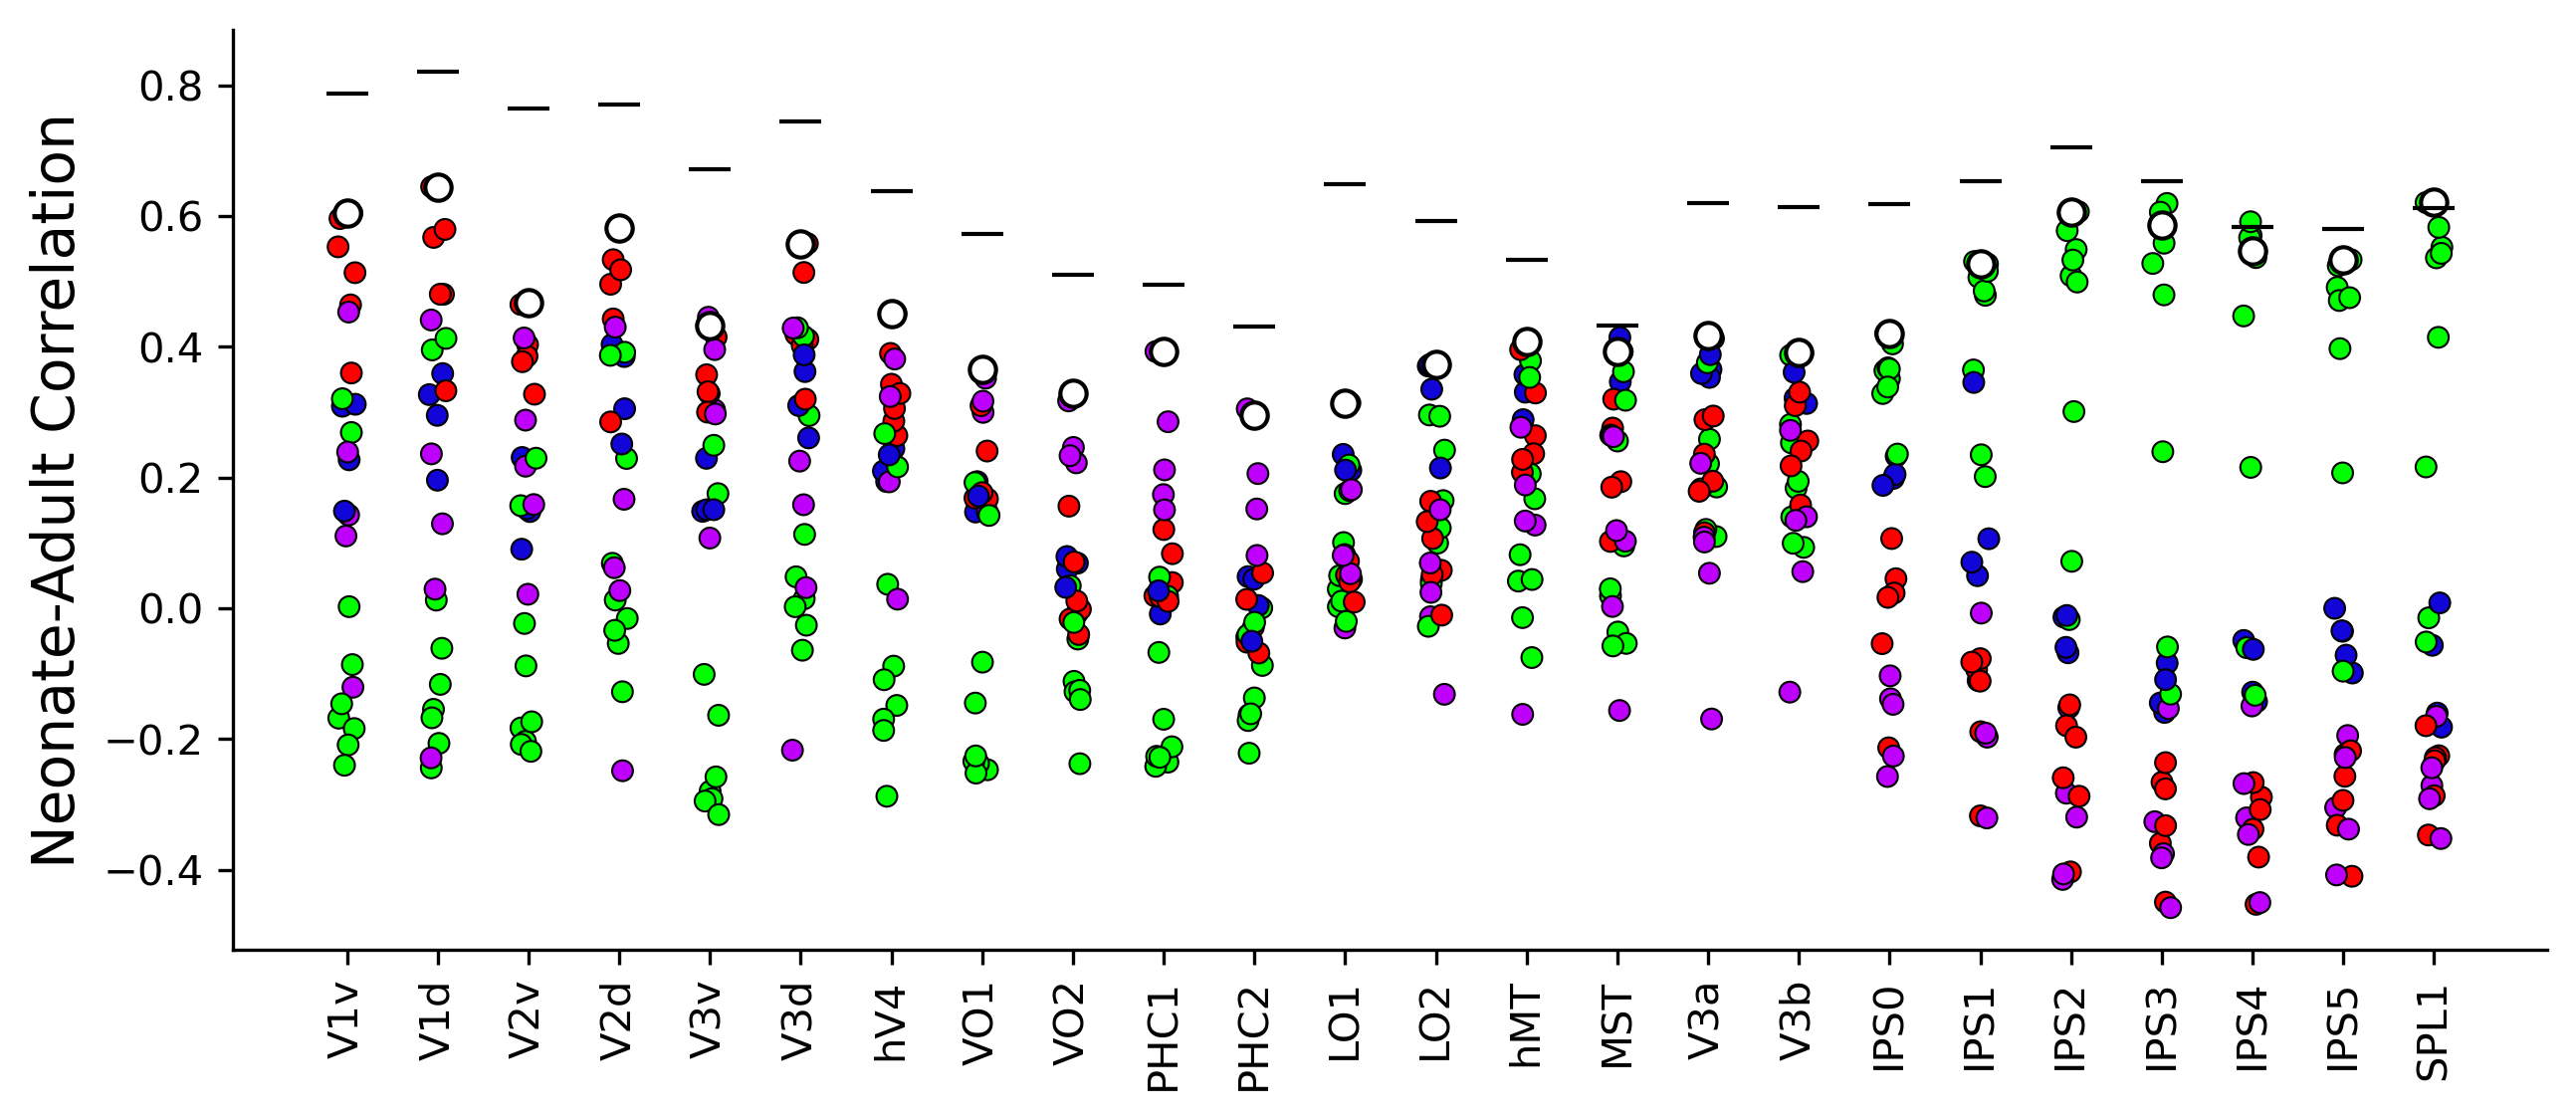 Neonate-Adult Correlation
0.8
0.6
0.4
0.2
0.0
−0.2
−0.4
V1v
V1d
V2v
V2d
V3v
V3d
hV4
VO1
VO2
PHC1
PHC2
LO1
LO2
hMT
MST
V3a
V3b
IPS0
IPS1
IPS2
IPS3
IPS4
IPS5
SPL1